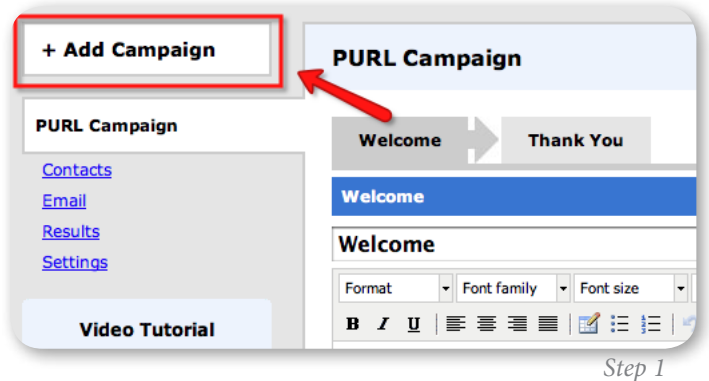 + Add Campaign
PURL Campaign
Contacts
Email
Results
Settings
Video Tutorial
PURL Campaign
Welcome
Thank You
Welcome
Welcome
Format Font family Font size
B I U
Step 1